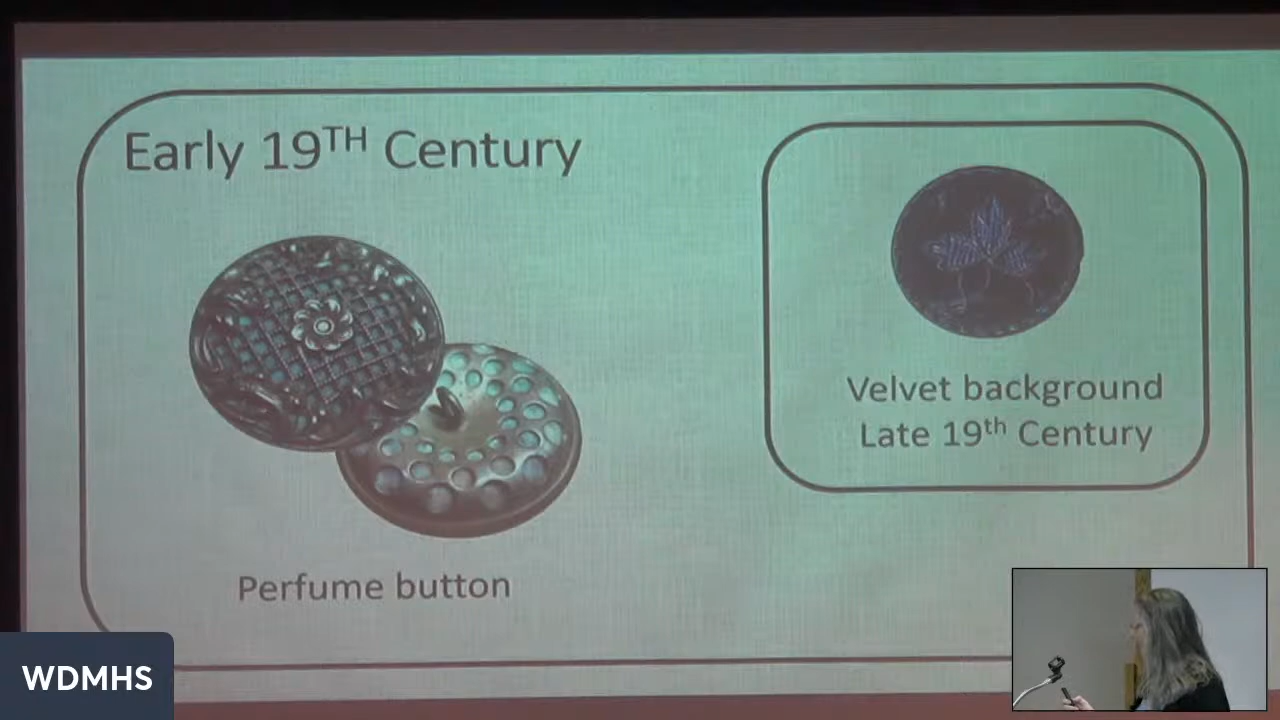 Early 19TH Century
Perfume button
Velvet background
Late 19th Century
WDMHS